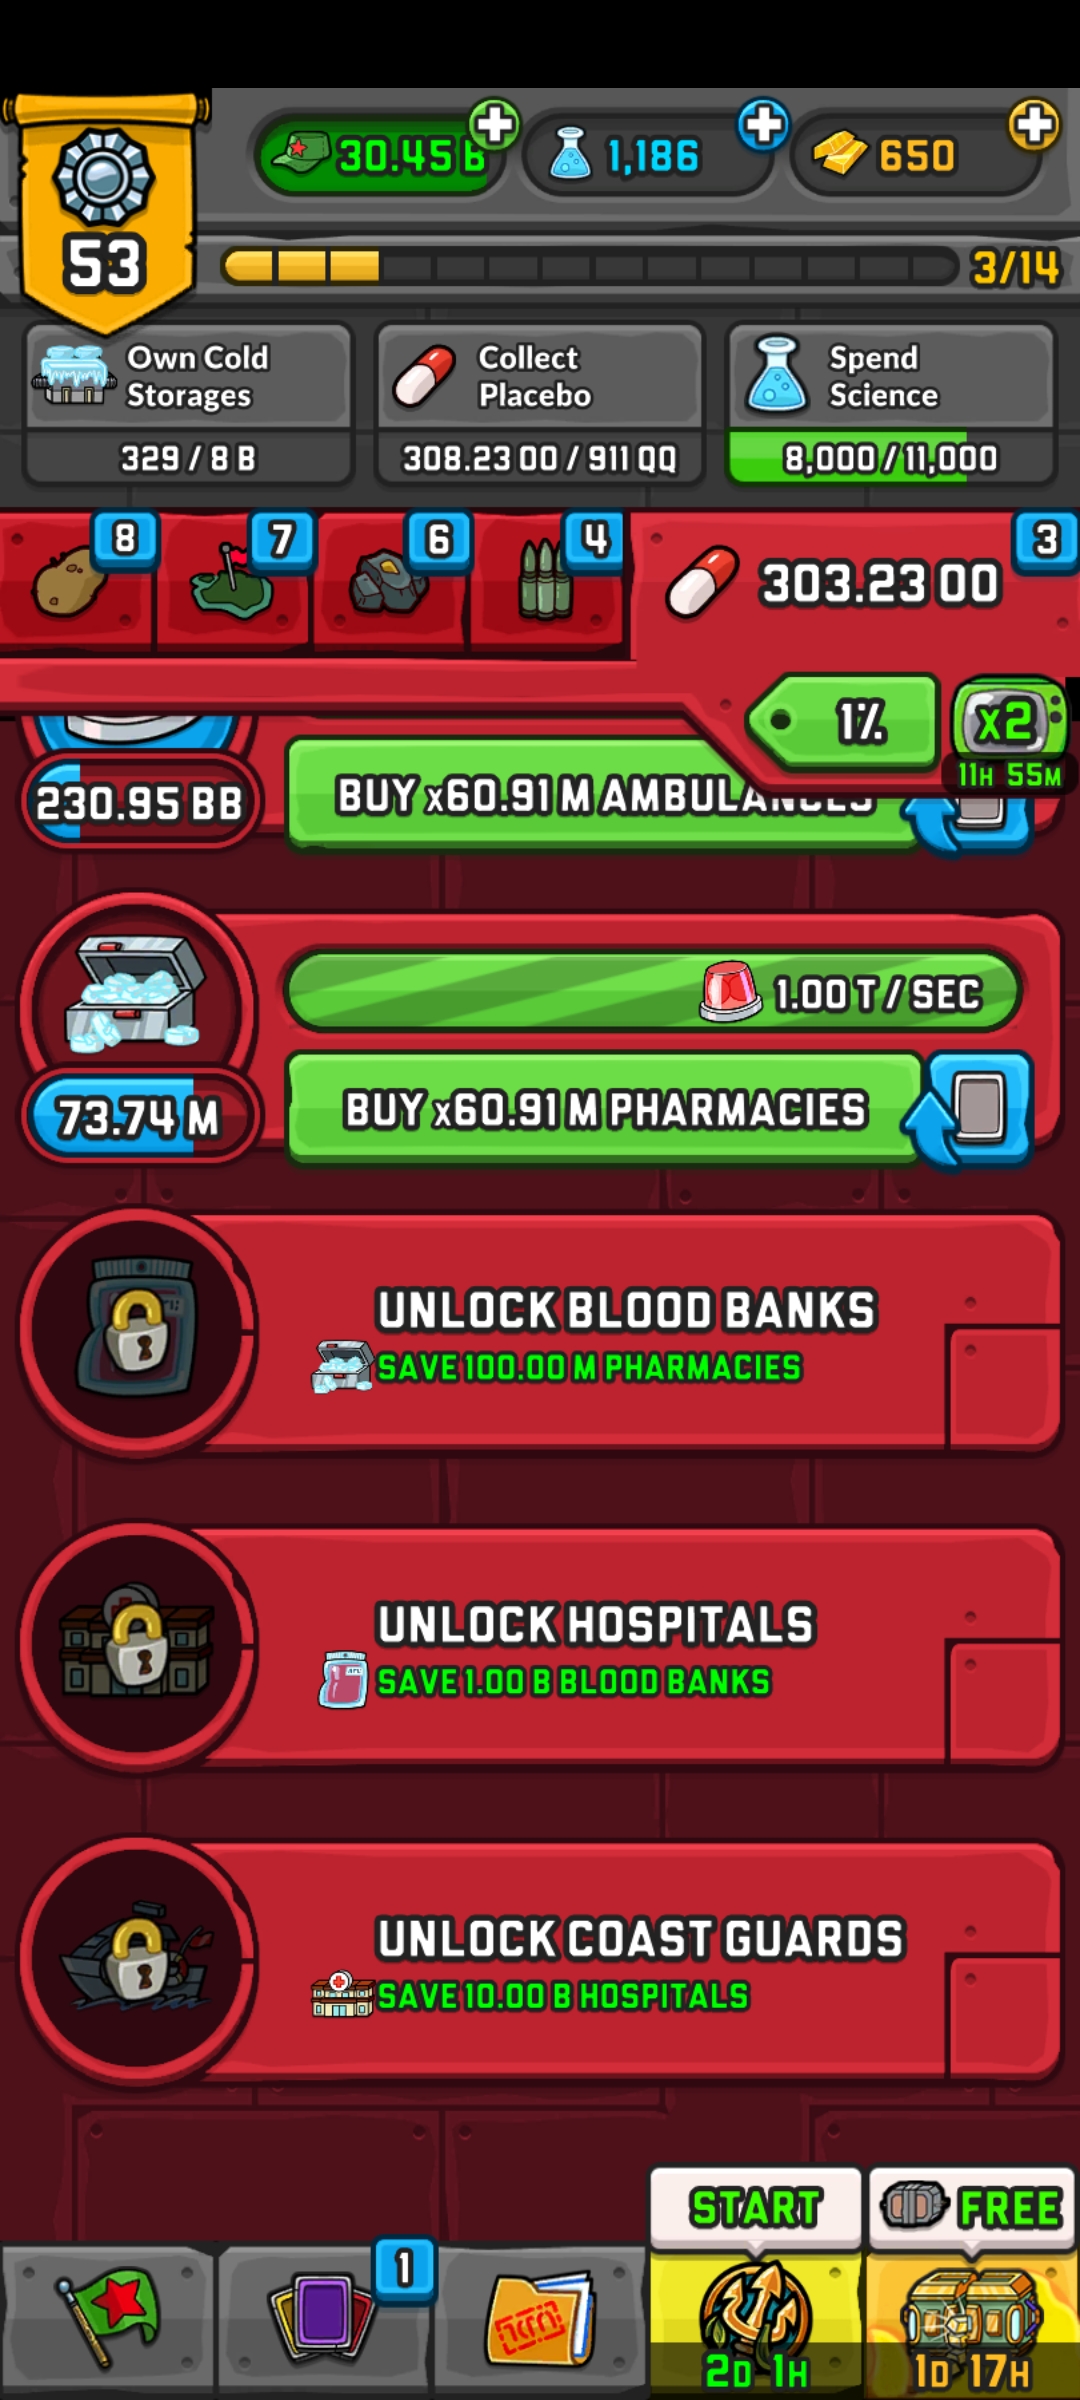 30.45 B
1,186
650
53
3/14
Own Cold
Storages
329 / 8 B
Collect
Placebo
308.23 OO / 911 QQ
Spend
Science
8,000 / 11,000
8
7
6
4
3
303.23 OO
1%
x2
11H 55M
230.95 BB
BUY x60.91 M AMBULANCES
1.00 T / SEC
73.74 M
BUY x60.91 M PHARMACIES
UNLOCK BLOOD BANKS
SAVE 100.00 M PHARMACIES
UNLOCK HOSPITALS
SAVE 1.00 B BLOOD BANKS
UNLOCK COAST GUARDS
SAVE 10.00 B HOSPITALS
START
FREE
1
2D 1H
1D 17H